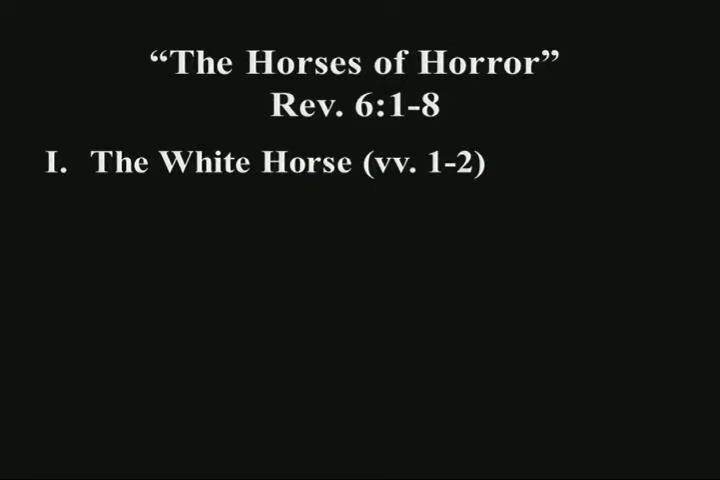 “The Horses of Horror”
Rev. 6:1-8
I. The White Horse (vv. 1-2)